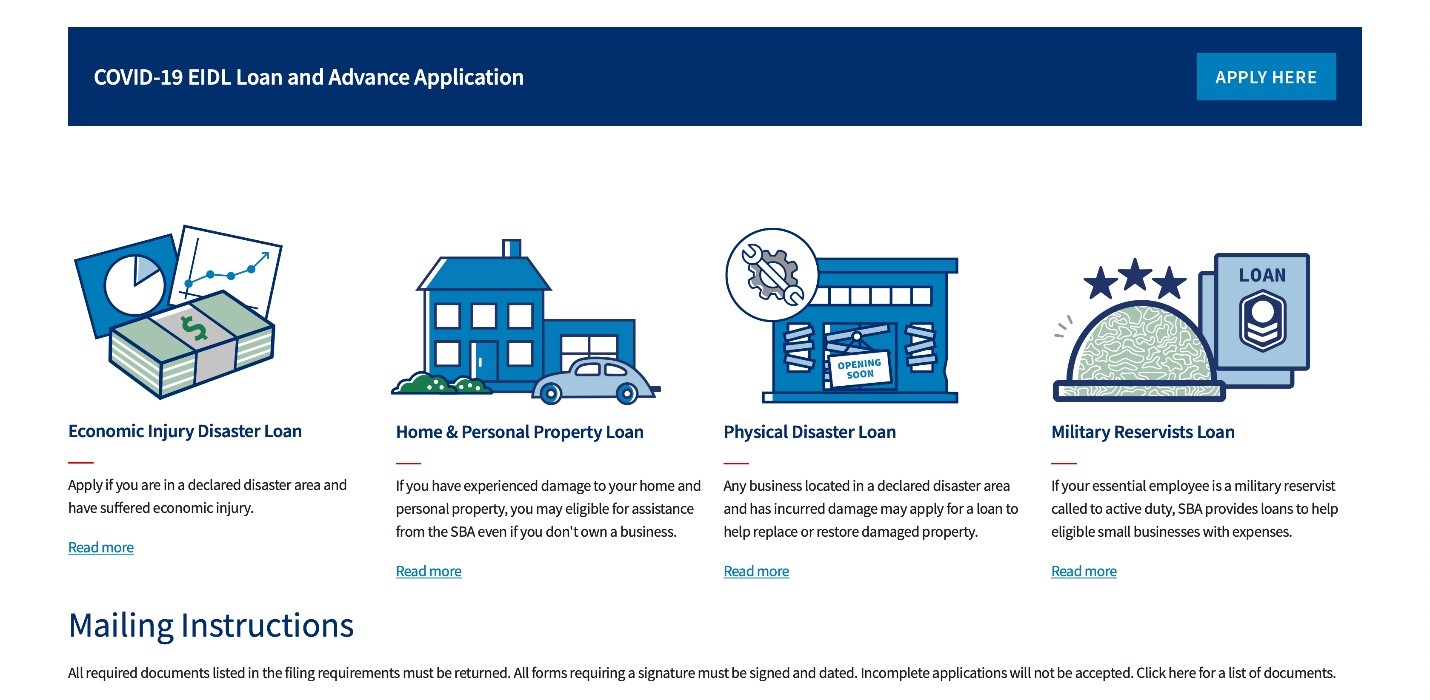 COVID-19 EIDL Loan and Advance Application
APPLY HERE
$
LOAN
OPENING
SOON
Economic Injury Disaster Loan
Apply if you are in a declared disaster area and
have suffered economic injury.
Read more
Home & Personal Property Loan
If you have experienced damage to your home and
personal property, you may eligible for assistance
from the SBA even if you don't own a business.
Read more
Physical Disaster Loan
Any business located in a declared disaster area
and has incurred damage may apply for a loan to
help replace or restore damaged property.
Read more
Military Reservists Loan
If your essential employee is a military reservist
called to active duty, SBA provides loans to help
eligible small businesses with expenses.
Read more
Mailing Instructions
All required documents listed in the filing requirements must be returned. All forms requiring a signature must be signed and dated. Incomplete applications will not be accepted. Click here for a list of documents.